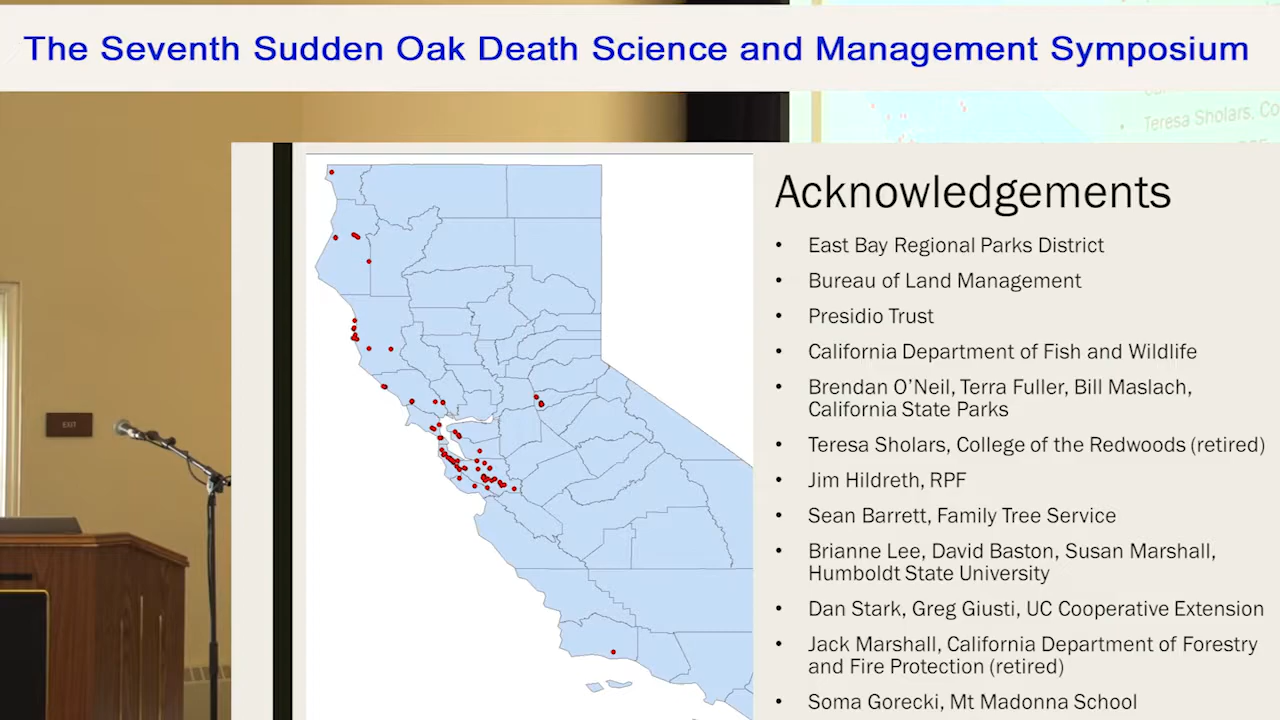 The Seventh Sudden Oak Death Science and Management Symposium
Teresa Sholars, Co
EXIT
Acknowledgements
• East Bay Regional Parks District
• Bureau of Land Management
• Presidio Trust
• California Department of Fish and Wildlife
• Brendan O’Neil, Terra Fuller, Bill Maslach,
California State Parks
• Teresa Sholars, College of the Redwoods (retired)
• Jim Hildreth, RPF
• Sean Barrett, Family Tree Service
• Brianne Lee, David Baston, Susan Marshall,
Humboldt State University
• Dan Stark, Greg Giusti, UC Cooperative Extension
• Jack Marshall, California Department of Forestry
and Fire Protection (retired)
• Soma Gorecki, Mt Madonna School